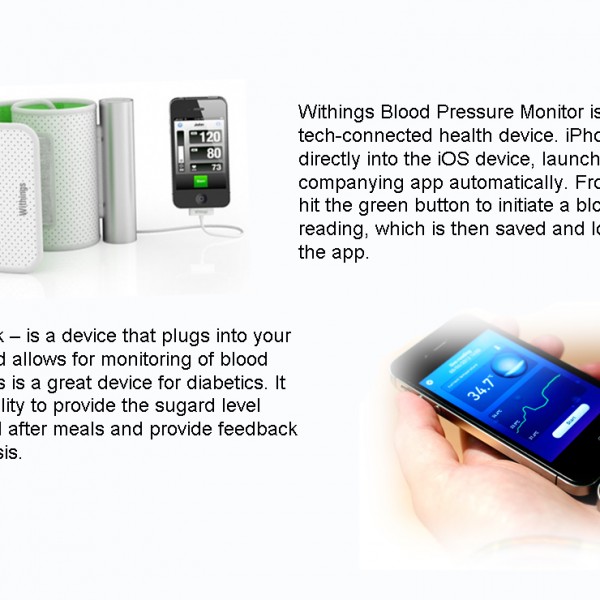 Withings Blood Pressure Monitor is
tech-connected health device. iPho
directly into the iOS device, launch
companying app automatically. Fro
hit the green button to initiate a blo
reading, which is then saved and lo
the app.
Withings
120
80
73
k – is a device that plugs into your
d allows for monitoring of blood
s is a great device for diabetics. It
ility to provide the sugard level
l after meals and provide feedback
sis.
34.7°
Start